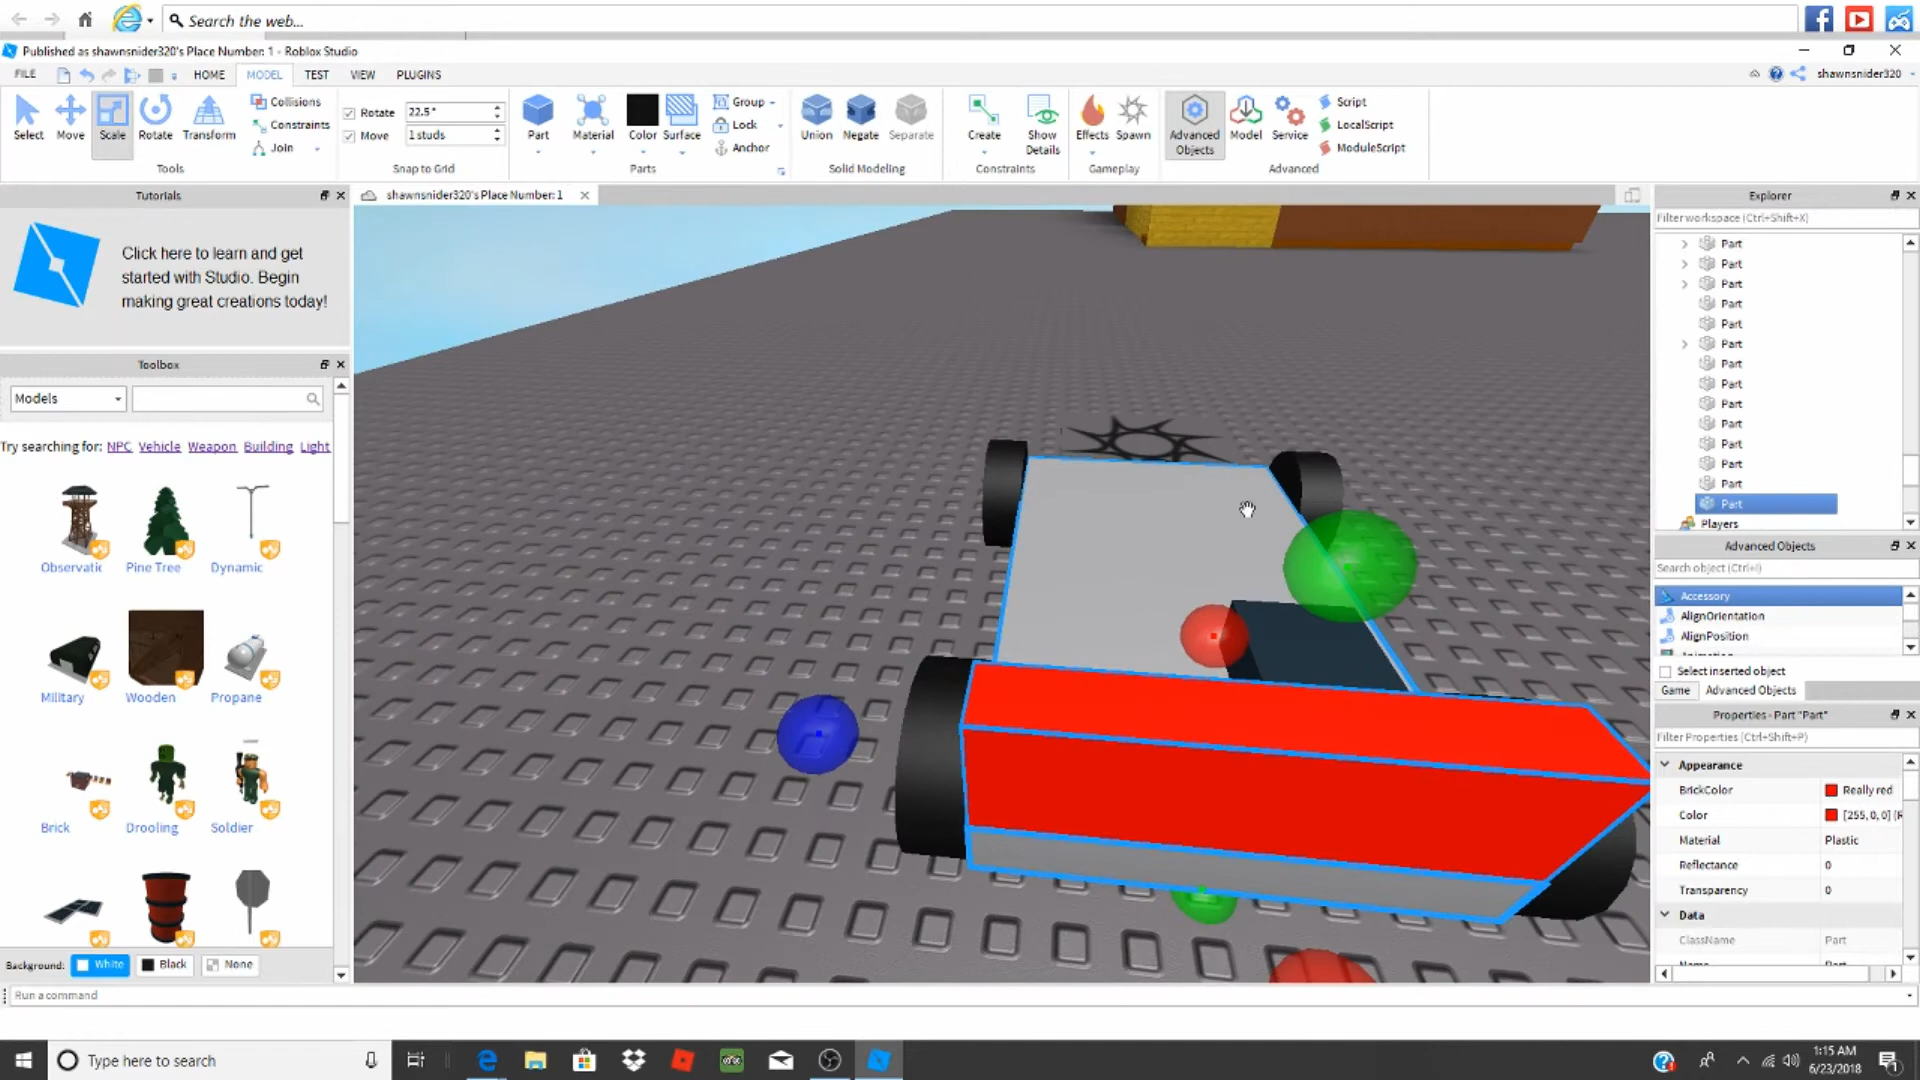 Search the web...
Published as shawnsnider320's Place Number: 1 - Roblox Studio
FILE HOME MODEL TEST VIEW PLUGINS shawnsnider320
Select Move Scale Rotate Transform
Collisions
Constraints
Join
Tools
Rotate 22.5°
Move 1 studs
Snap to Grid
Part Material Color Surface
Group
Lock
Anchor
Parts
Union Negate Separate
Solid Modeling
Create Show Details
Constraints
Effects Spawn
Gameplay
Advanced Objects Model Service
Script
LocalScript
ModuleScript
Advanced
Tutorials
Click here to learn and get
started with Studio. Begin
making great creations today!
Toolbox
Models
Try searching for: NPC Vehicle Weapon Building Light
Observatic Pine Tree Dynamic
Military Wooden Propane
Brick Drooling Soldier
Background: White Black None
shawnsnider320's Place Number: 1
Explorer
Filter workspace (Ctrl+Shift+X)
Part
Part
Part
Part
Part
Part
Part
Part
Part
Part
Part
Part
Part
Part
Players
Advanced Objects
Search object (Ctrl+I)
Accessory
AlignOrientation
AlignPosition
Select inserted object
Game Advanced Objects
Properties - Part "Part"
Filter Properties (Ctrl+Shift+P)
Appearance
BrickColor Really red
Color [255, 0, 0] (R
Material Plastic
Reflectance 0
Transparency 0
Data
ClassName Part
Run a command
Type here to search
1:15 AM
6/23/2018